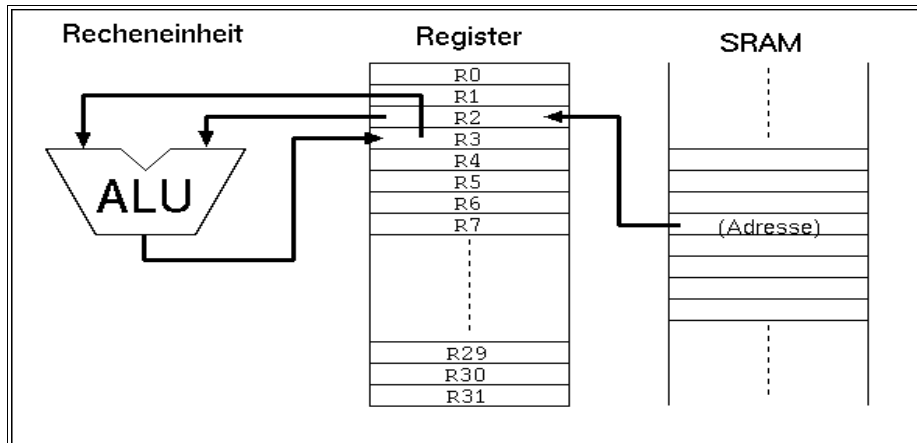 Recheneinheit
Register
SRAM
R0
R1
R2
R3
R4
R5
R6
R7
R29
R30
R31
ALU
(Adresse)